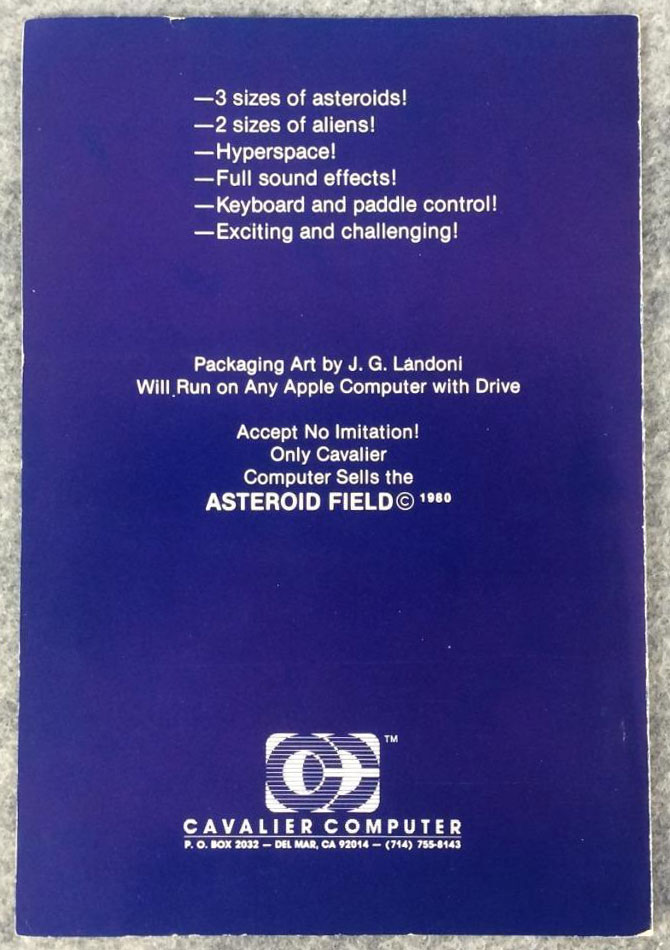 —3 sizes of asteroids!
—2 sizes of aliens!
—Hyperspace!
—Full sound effects!
—Keyboard and paddle control!
—Exciting and challenging!
Packaging Art by J. G. Landoni
Will Run on Any Apple Computer with Drive
Accept No Imitation!
Only Cavalier
Computer Sells the
ASTEROID FIELD© 1980
TM
CAVALIER COMPUTER
P. O. BOX 2032 — DEL MAR, CA 92014 — (714) 755-8143